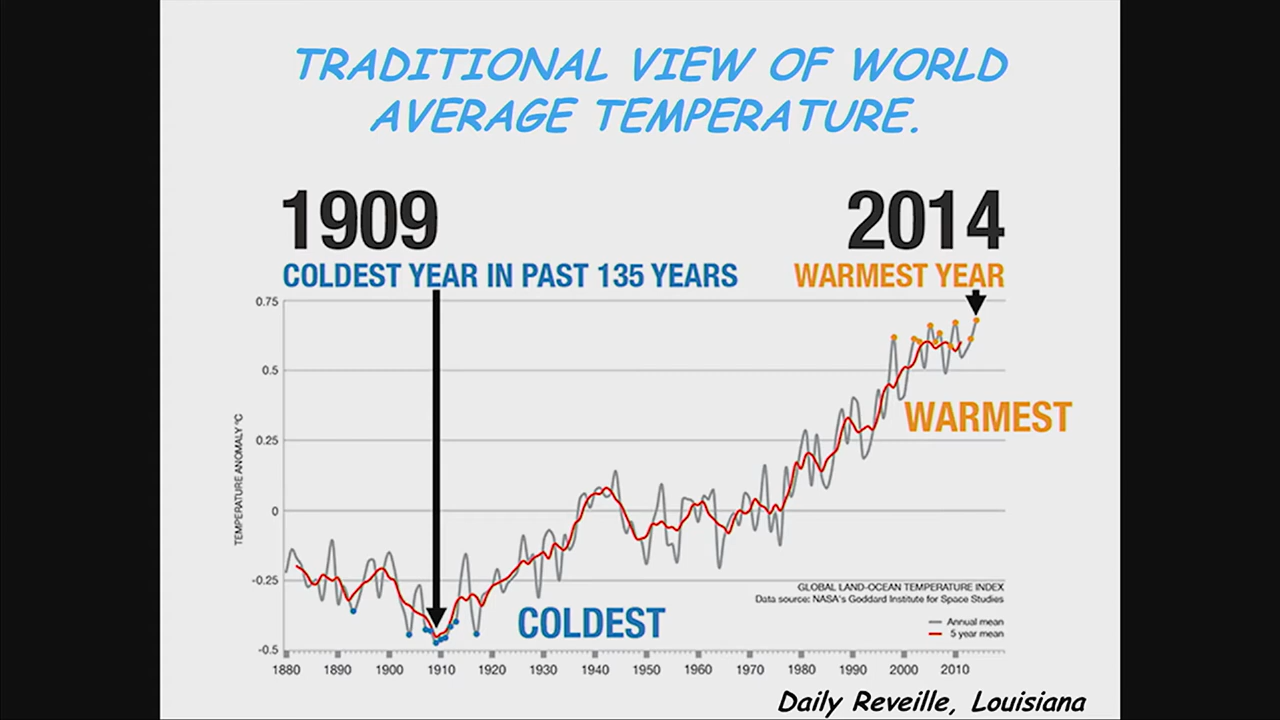 TRADITIONAL VIEW OF WORLD
AVERAGE TEMPERATURE.
1909
2014
COLDEST YEAR IN PAST 135 YEARS
WARMEST YEAR
0.75
0.5
0.25
0
-0.25
-0.5
TEMPERATURE ANOMALY ºC
WARMEST
COLDEST
GLOBAL LAND-OCEAN TEMPERATURE INDEX
Data source: NASA's Goddard Institute for Space Studies
Annual mean
5 year mean
1880 1890 1900 1910 1920 1930 1940 1950 1960 1970 1980 1990 2000 2010
Daily Reveille, Louisiana